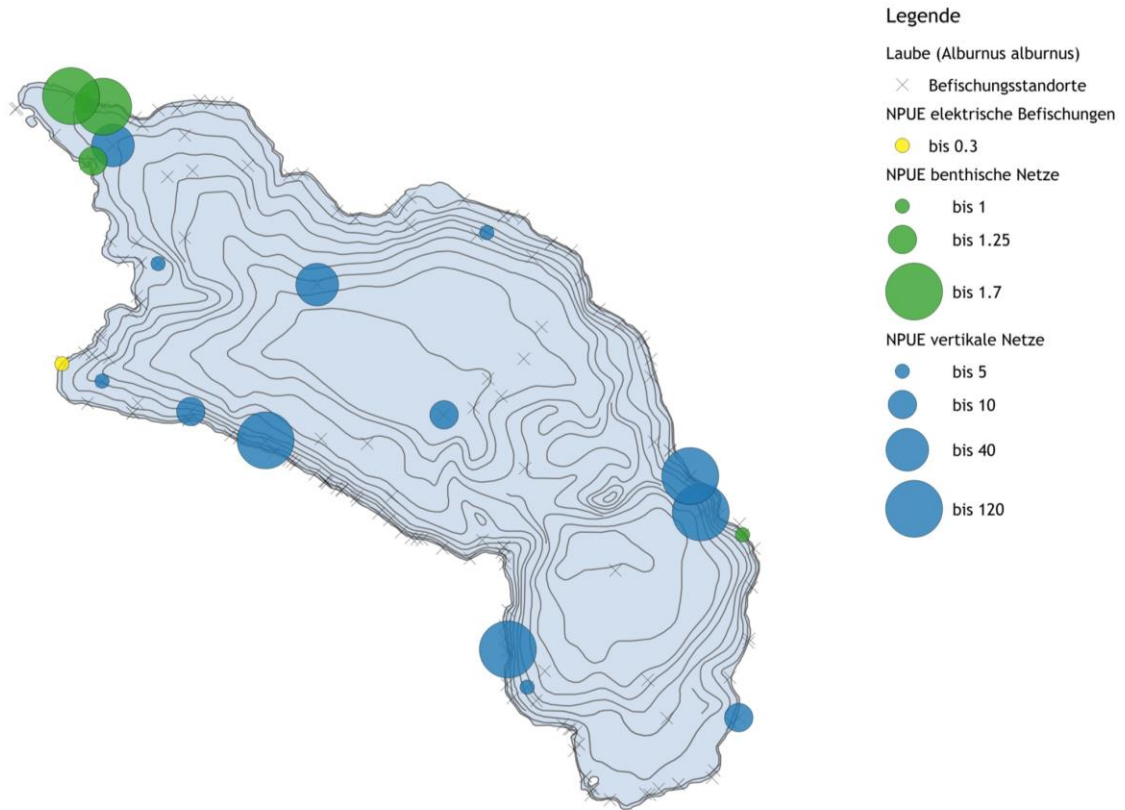 Legende
Laube (Alburnus alburnus)
Befischungsstandorte
NPUE elektrische Befischungen
bis 0.3
NPUE benthische Netze
bis 1
bis 1.25
bis 1.7
NPUE vertikale Netze
bis 5
bis 10
bis 40
bis 120